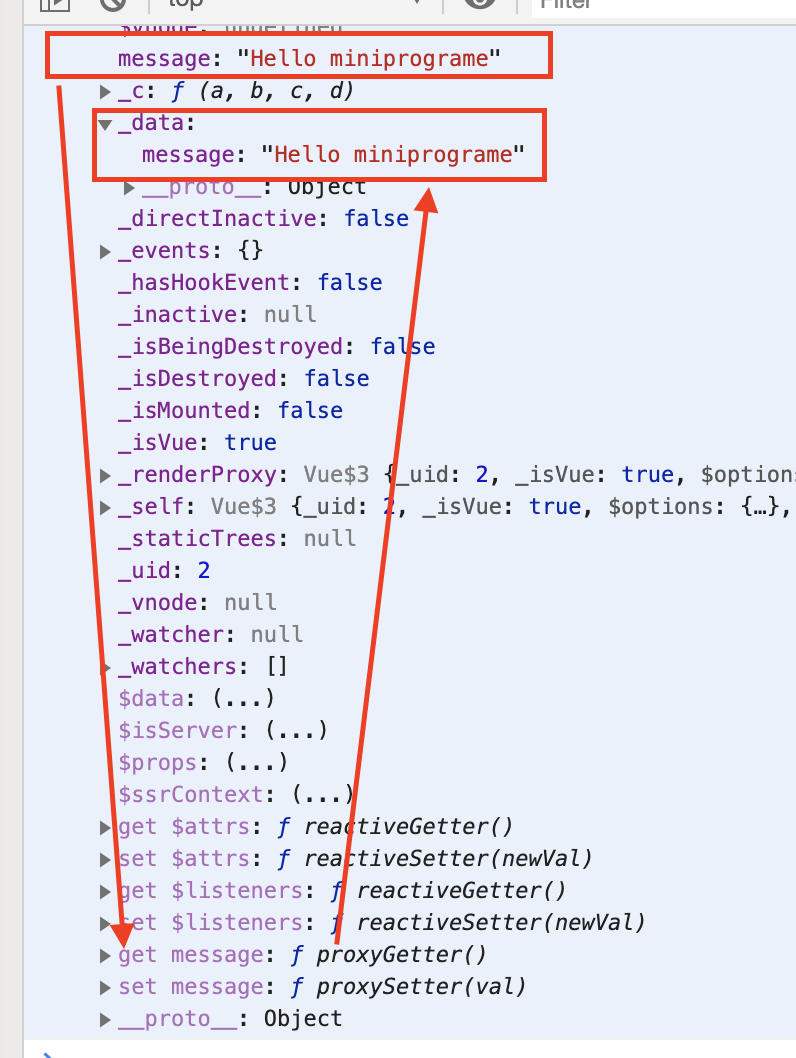 top
Filter
$vnode: undefined
message: "Hello miniprograme"
_c: ƒ (a, b, c, d)
_data:
message: "Hello miniprograme"
__proto__: Object
_directInactive: false
_events: {}
_hasHookEvent: false
_inactive: null
_isBeingDestroyed: false
_isDestroyed: false
_isMounted: false
_isVue: true
_renderProxy: Vue$3 {_uid: 2, _isVue: true, $option
_self: Vue$3 {_uid: 2, _isVue: true, $options: {…},
_staticTrees: null
_uid: 2
_vnode: null
_watcher: null
_watchers: []
$data: (...)
$isServer: (...)
$props: (...)
$ssrContext: (...)
get $attrs: ƒ reactiveGetter()
set $attrs: ƒ reactiveSetter(newVal)
get $listeners: ƒ reactiveGetter()
set $listeners: ƒ reactiveSetter(newVal)
get message: ƒ proxyGetter()
set message: ƒ proxySetter(val)
__proto__: Object